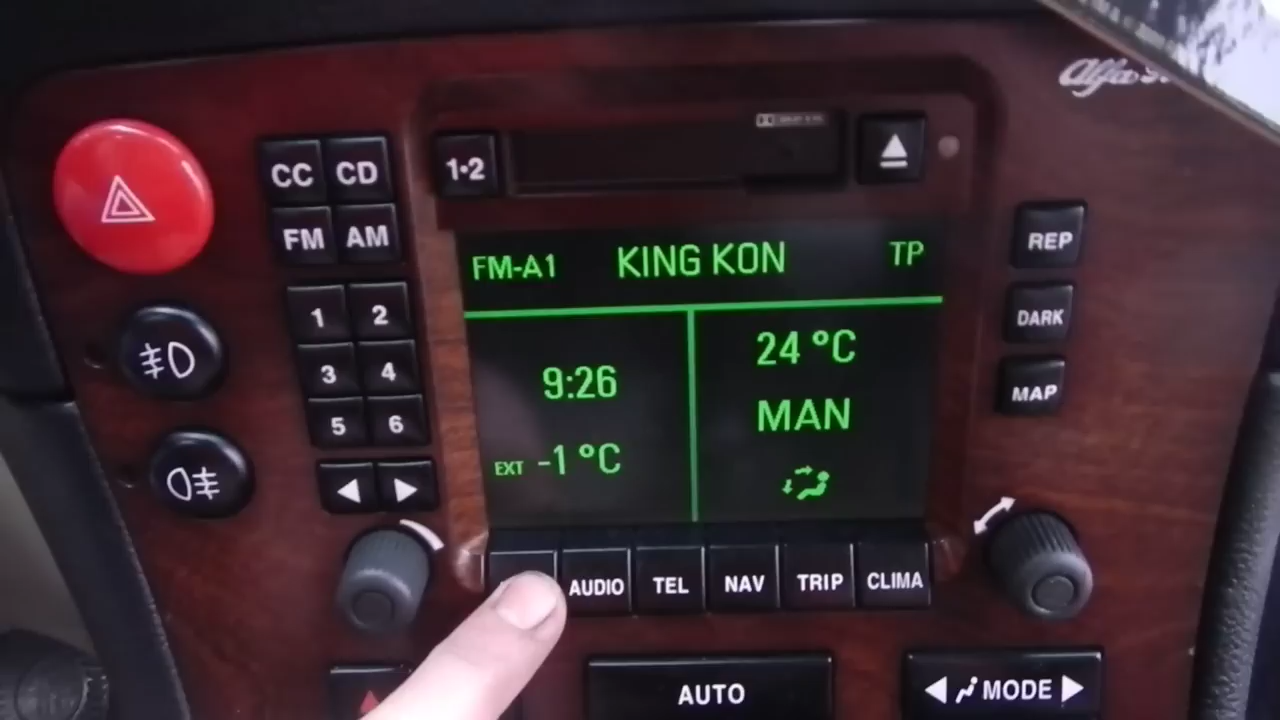 Alfa
1•2
CC CD
FM AM
FM-A1 KING KON TP
REP
1 2
DARK
24 °C
3 4
9:26
MAP
MAN
5 6
EXT -1 °C
AUDIO TEL NAV TRIP CLIMA
AUTO
MODE